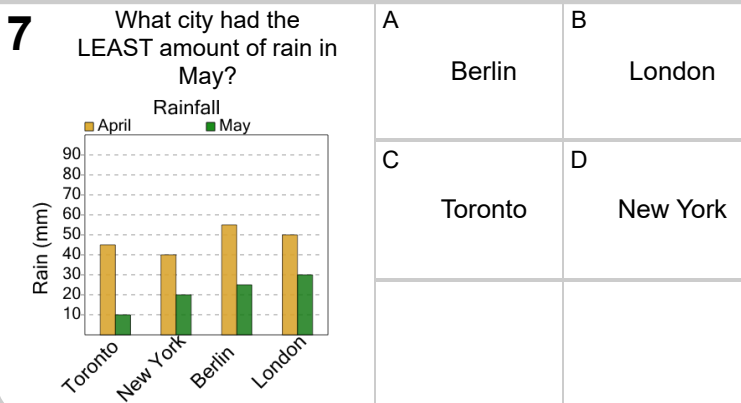 7
What city had the
LEAST amount of rain in
May?
Rainfall
April May
Rain (mm)
90
80
70
60
50
40
30
20
10
Toronto
New York
Berlin
London
A
Berlin
B
London
C
Toronto
D
New York